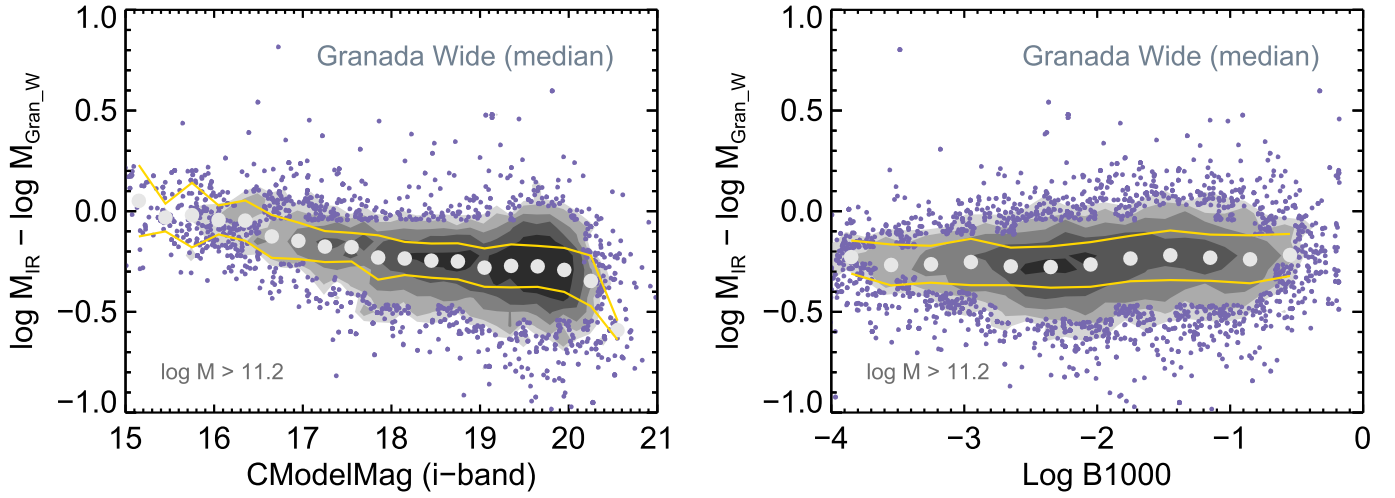 1.0
0.5
0.0
−0.5
−1.0
log M_IR − log M_Gran_W
Granada Wide (median)
log M > 11.2
15 16 17 18 19 20 21
CModelMag (i−band)
1.0
0.5
0.0
−0.5
−1.0
log M_IR − log M_Gran_W
Granada Wide (median)
log M > 11.2
−4 −3 −2 −1 0
Log B1000